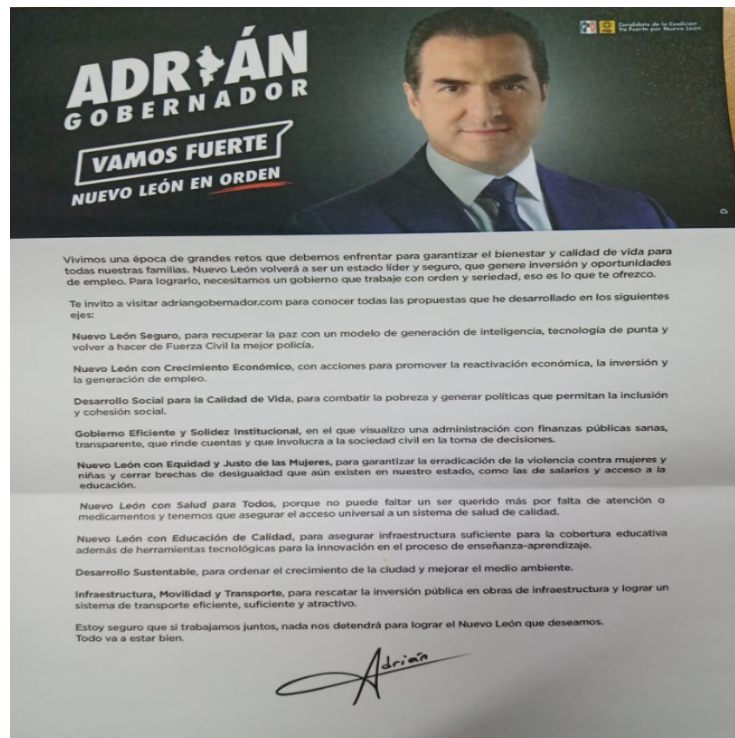 ADRIÁN
GOBERNADOR
VAMOS FUERTE
NUEVO LEÓN EN ORDEN
PRI
PRD
Candidato de la Coalición
Va Fuerte por Nuevo León.
Vivimos una época de grandes retos que debemos enfrentar para garantizar el bienestar y calidad de vida para
todas nuestras familias. Nuevo León volverá a ser un estado líder y seguro, que genere inversión y oportunidades
de empleo. Para lograrlo, necesitamos un gobierno que trabaje con orden y seriedad, eso es lo que te ofrezco.
Te invito a visitar adriangobernador.com para conocer todas las propuestas que he desarrollado en los siguientes
ejes:
Nuevo León Seguro, para recuperar la paz con un modelo de generación de inteligencia, tecnología de punta y
volver a hacer de Fuerza Civil la mejor policía.
Nuevo León con Crecimiento Económico, con acciones para promover la reactivación económica, la inversión y
la generación de empleo.
Desarrollo Social para la Calidad de Vida, para combatir la pobreza y generar políticas que permitan la inclusión
y cohesión social.
Gobierno Eficiente y Solidez Institucional, en el que visualizo una administración con finanzas públicas sanas,
transparente, que rinde cuentas y que involucra a la sociedad civil en la toma de decisiones.
Nuevo León con Equidad y Justo de las Mujeres, para garantizar la erradicación de la violencia contra mujeres y
niñas y cerrar brechas de desigualdad que aún existen en nuestro estado, como las de salarios y acceso a la
educación.
Nuevo León con Salud para Todos, porque no puede faltar un ser querido más por falta de atención o
medicamentos y tenemos que asegurar el acceso universal a un sistema de salud de calidad.
Nuevo León con Educación de Calidad, para asegurar infraestructura suficiente para la cobertura educativa
además de herramientas tecnológicas para la innovación en el proceso de enseñanza-aprendizaje.
Desarrollo Sustentable, para ordenar el crecimiento de la ciudad y mejorar el medio ambiente.
Infraestructura, Movilidad y Transporte, para rescatar la inversión pública en obras de infraestructura y lograr un
sistema de transporte eficiente, suficiente y atractivo.
Estoy seguro que si trabajamos juntos, nada nos detendrá para lograr el Nuevo León que deseamos.
Todo va a estar bien.
Adrián